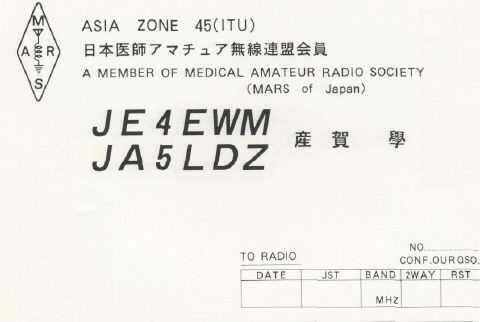 M
A R
S
ASIA ZONE 45(ITU)
日本医師アマチュア無線連盟会員
A MEMBER OF MEDICAL AMATEUR RADIO SOCIETY
(MARS of Japan)
JE4EWM
JA5LDZ
産賀 學
NO
TO RADIO CONF.OUR QSO.
DATE JST BAND 2WAY RST
MHz